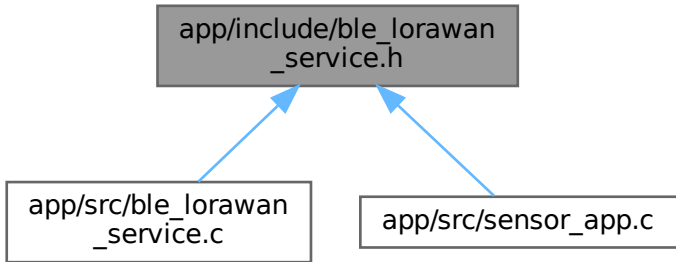 app/include/ble_lorawan
_service.h
app/src/ble_lorawan
_service.c
app/src/sensor_app.c